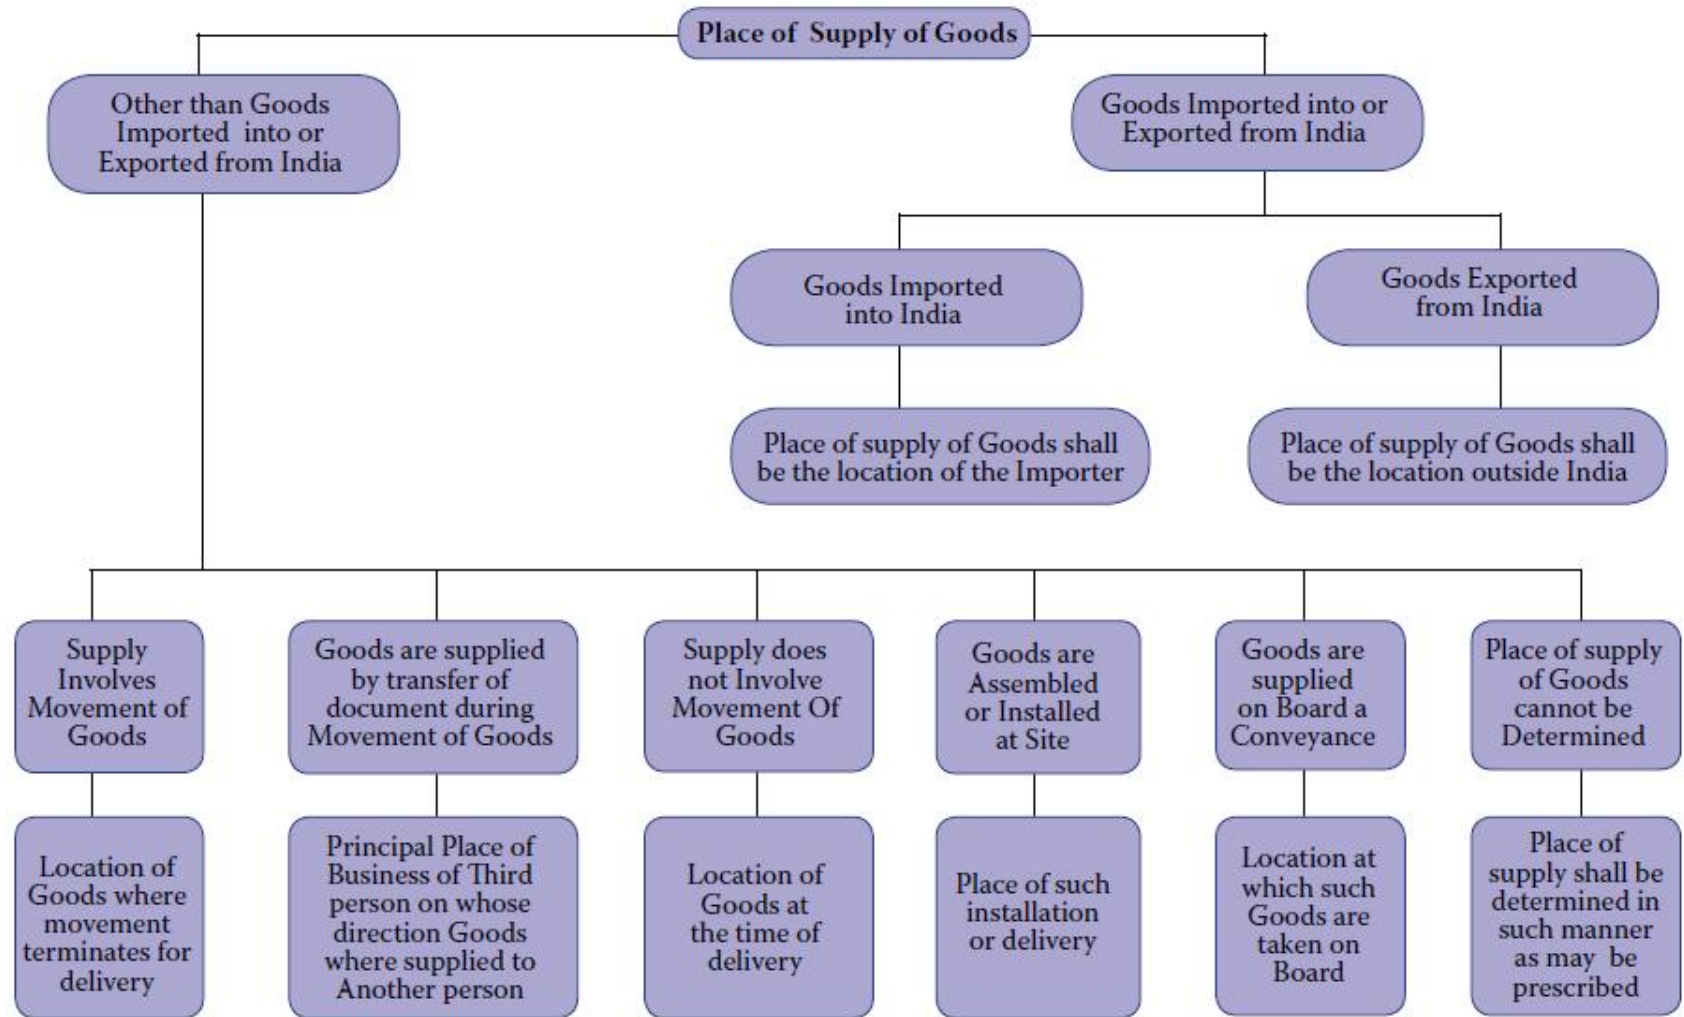 Place of Supply of Goods
Other than Goods
Imported into or
Exported from India
Goods Imported into or
Exported from India
Goods Imported
into India
Goods Exported
from India
Place of supply of Goods shall
be the location of the Importer
Place of supply of Goods shall
be the location outside India
Supply
Involves
Movement of
Goods
Goods are supplied
by transfer of
document during
Movement of Goods
Supply does
not Involve
Movement Of
Goods
Goods are
Assembled
or Installed
at Site
Goods are
supplied
on Board a
Conveyance
Place of supply
of Goods
cannot be
Determined
Location of
Goods where
movement
terminates for
delivery
Principal Place of
Business of Third
person on whose
direction Goods
where supplied to
Another person
Location of
Goods at
the time of
delivery
Place of such
installation
or delivery
Location at
which such
Goods are
taken on
Board
Place of
supply shall be
determined in
such manner
as may be
prescribed